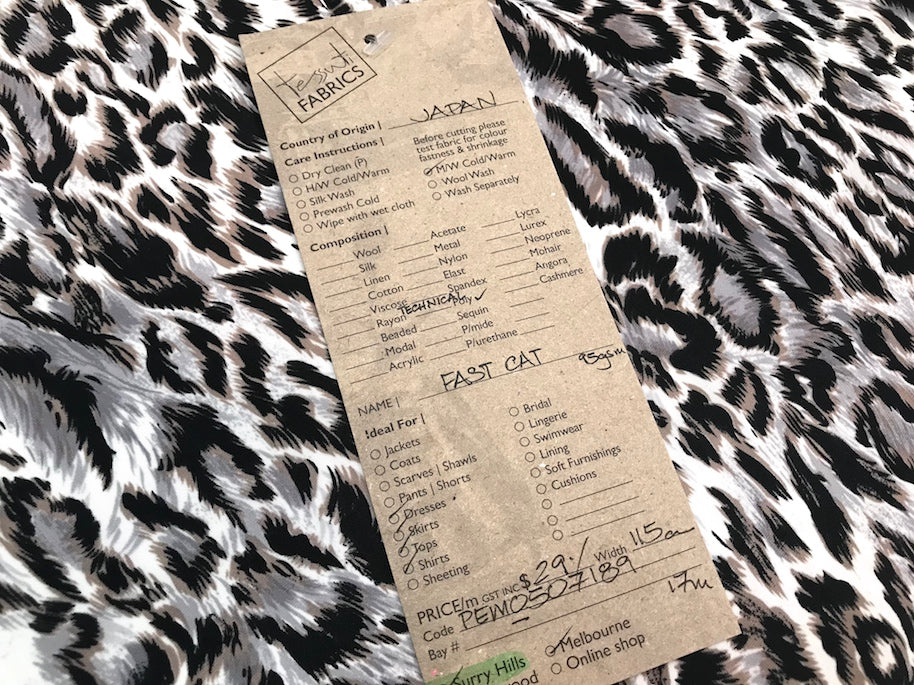 tessuti
FABRICS
Country of Origin | JAPAN
Care Instructions |
Dry Clean (P)
H/W Cold/Warm
Silk Wash
Prewash Cold
Wipe with wet cloth
Before cutting please
test fabric for colour
fastness & shrinkage
M/W Cold/Warm
Wool Wash
Wash Separately
Composition |
Wool
Silk
Linen
Cotton
Viscose
Rayon
Beaded
Modal
Acrylic
Acetate
Metal
Nylon
Elast
Spandex
TECHNICAL Poly ✓
Sequin
P/mide
P/urethane
Lycra
Lurex
Neoprene
Mohair
Angora
Cashmere
NAME | FAST CAT 95gsm
Ideal For |
Jackets
Coats
Scarves | Shawls
Pants | Shorts
Dresses
Skirts
Tops
Shirts
Sheeting
Bridal
Lingerie
Swimwear
Lining
Soft Furnishings
Cushions
PRICE/m GST INC $29./ Width 115cm
Code PEW0507189
Bay # 17m
Surry Hills
Melbourne
Online shop